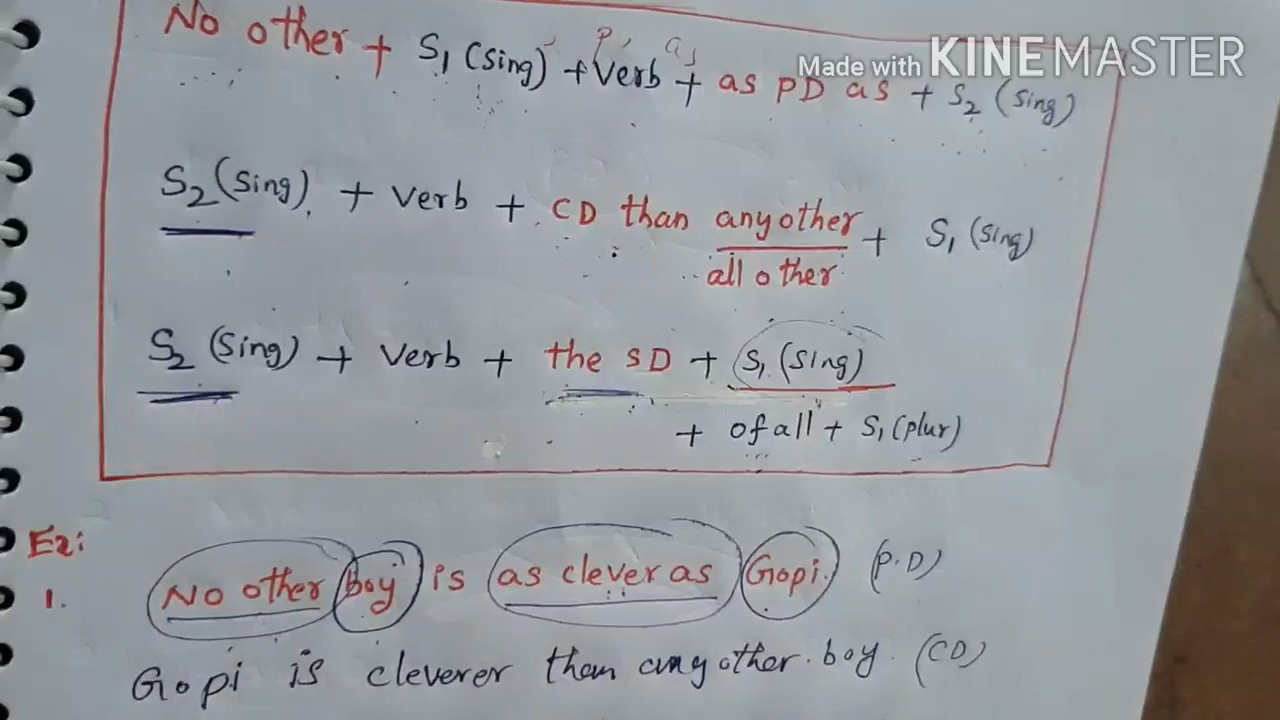 Made with KINEMASTER
No other + S₁ (sing) + verb + as PD as + S₂ (sing)
S₂ (sing) + verb + CD than any other + S₁ (sing)
all other
S₂ (sing) + verb + the SD + S₁ (sing)
+ of all + S₁ (plur)
Ex:
1. No other boy is as clever as Gopi. (P.D)
Gopi is cleverer than any other boy. (CD)